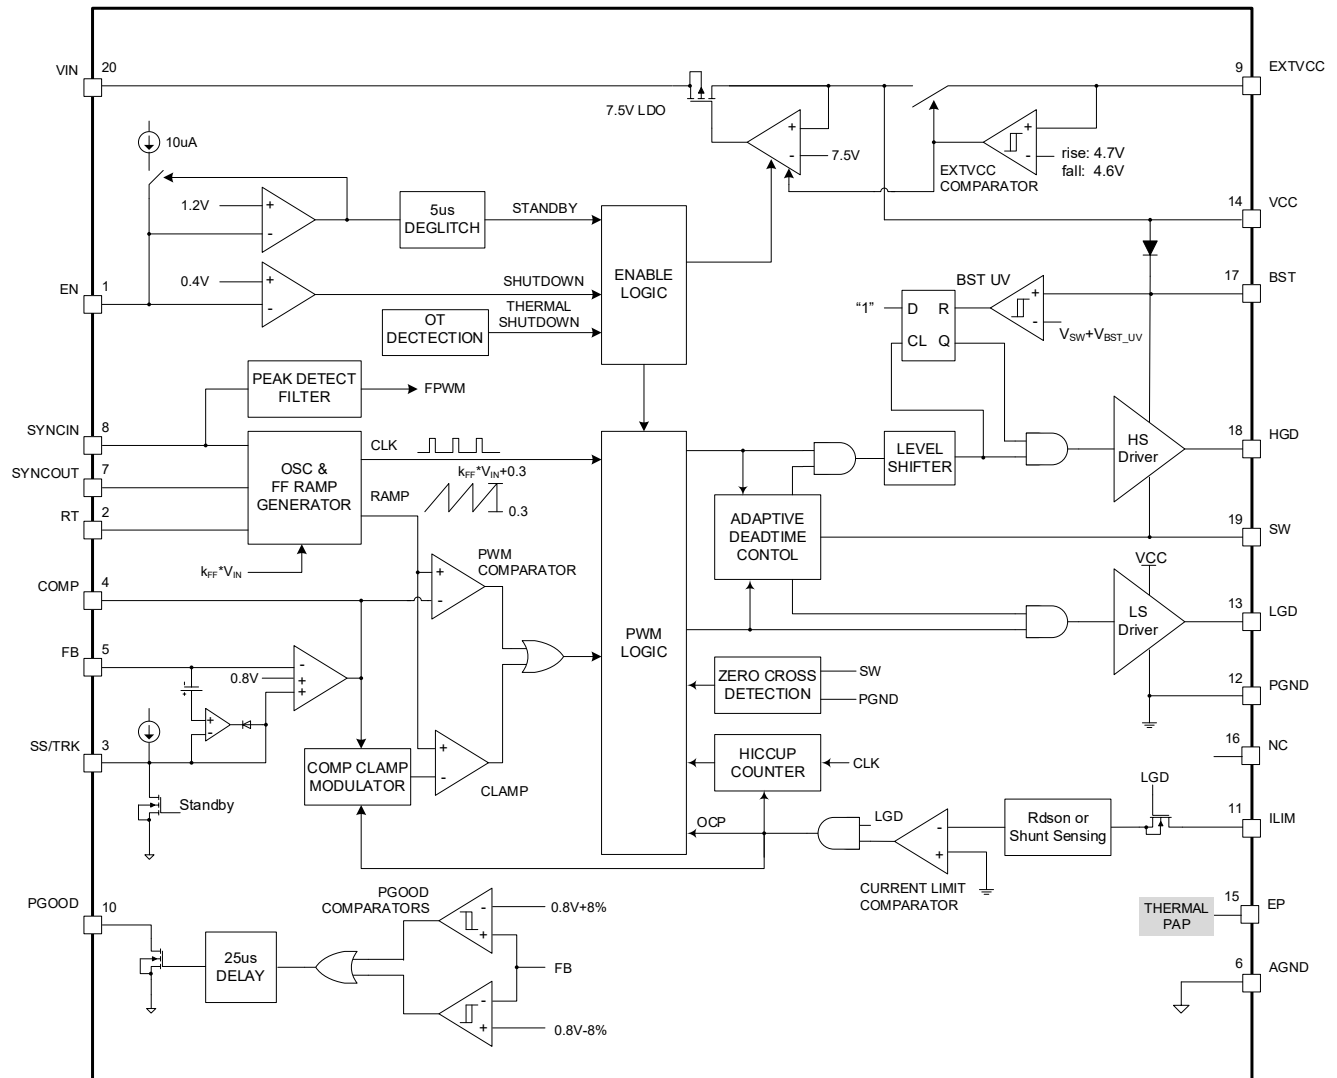 VIN
20
9
EXTVCC
7.5V LDO
+
-
7.5V
+
-
rise: 4.7V
fall: 4.6V
EXTVCC
COMPARATOR
10uA
1.2V
+
-
5us
DEGLITCH
STANDBY
14
VCC
EN
1
0.4V
+
-
SHUTDOWN
THERMAL
SHUTDOWN
OT
DECTECTION
ENABLE
LOGIC
BST UV
+
-
VSW+VBST_UV
17
BST
"1"
D
R
CL
Q
PEAK DETECT
FILTER
FPWM
SYNCIN
8
SYNCOUT
7
RT
2
OSC &
FF RAMP
GENERATOR
CLK
kFF*VIN+0.3
RAMP
0.3
kFF*VIN
LEVEL
SHIFTER
HS
Driver
18
HGD
ADAPTIVE
DEADTIME
CONTOL
19
SW
COMP
4
PWM
COMPARATOR
+
-
VCC
LS
Driver
13
LGD
PWM
LOGIC
FB
5
0.8V
-
+
+
+
-
ZERO CROSS
DETECTION
SW
PGND
12
PGND
SS/TRK
3
COMP CLAMP
MODULATOR
+
-
CLAMP
HICCUP
COUNTER
CLK
16
NC
Standby
OCP
LGD
-
+
CURRENT LIMIT
COMPARATOR
Rdson or
Shunt Sensing
LGD
11
ILIM
PGOOD
10
PGOOD
COMPARATORS
-
+
0.8V+8%
THERMAL
PAP
15
EP
25us
DELAY
FB
-
+
0.8V-8%
6
AGND